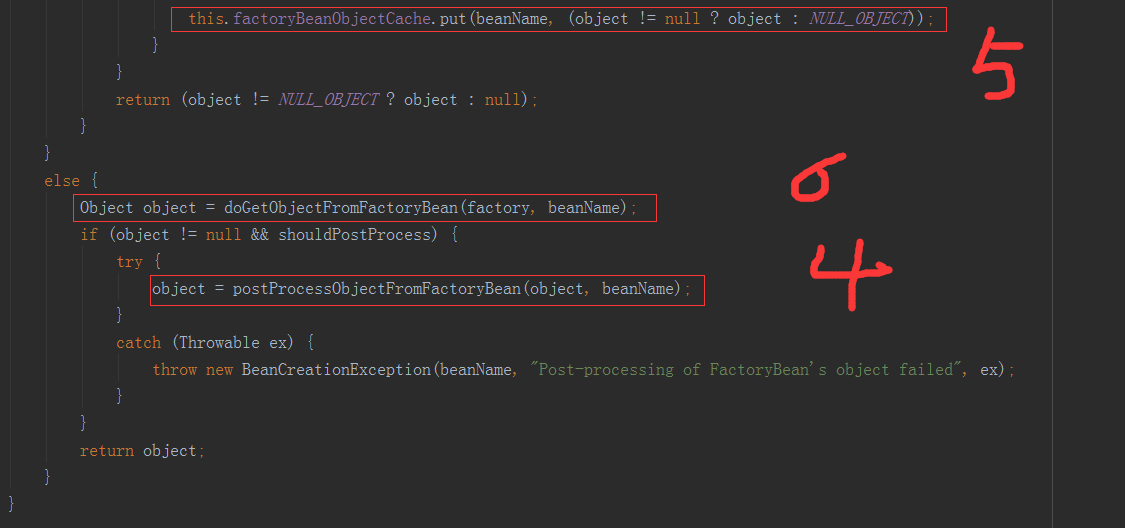 this.factoryBeanObjectCache.put(beanName, (object != null ? object : NULL_OBJECT));
}
5
}
return (object != NULL_OBJECT ? object : null);
}
}
else {
Object object = doGetObjectFromFactoryBean(factory, beanName);
if (object != null && shouldPostProcess) {
try {
4
object = postProcessObjectFromFactoryBean(object, beanName);
}
catch (Throwable ex) {
throw new BeanCreationException(beanName, "Post-processing of FactoryBean's object failed", ex);
}
}
return object;
}
}